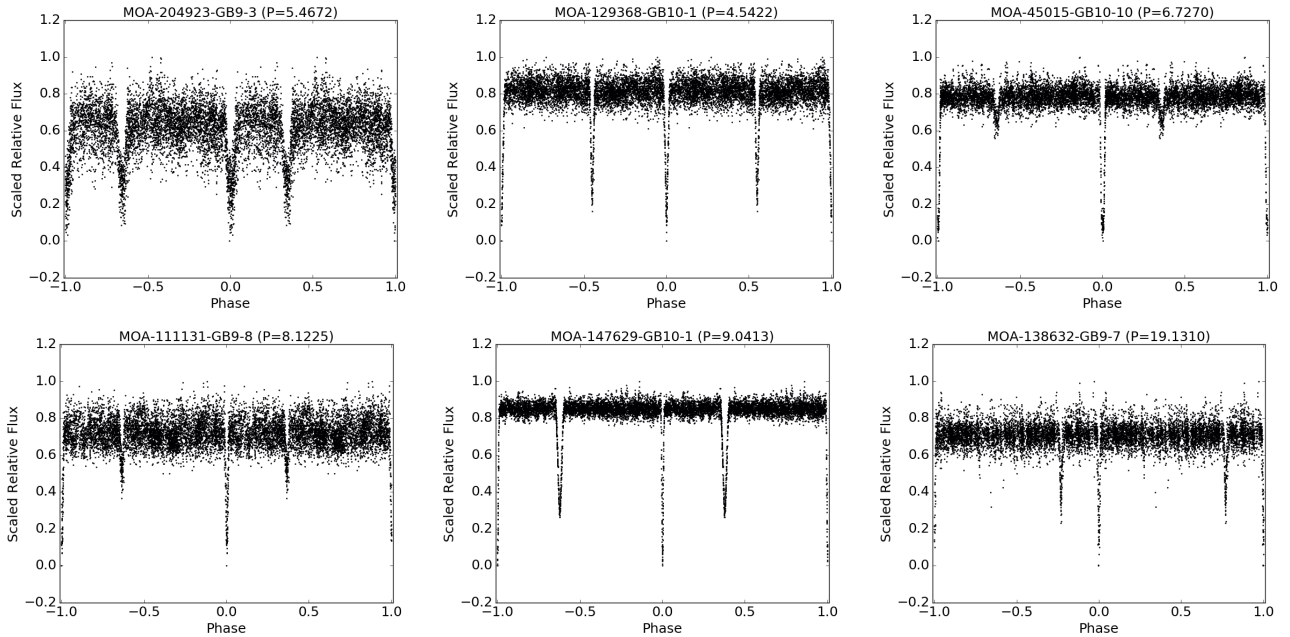 MOA-204923-GB9-3 (P=5.4672)
1.2
1.0
0.8
0.6
0.4
0.2
0.0
−0.2
Scaled Relative Flux
−1.0 −0.5 0.0 0.5 1.0
Phase
MOA-129368-GB10-1 (P=4.5422)
1.2
1.0
0.8
0.6
0.4
0.2
0.0
−0.2
Scaled Relative Flux
−1.0 −0.5 0.0 0.5 1.0
Phase
MOA-45015-GB10-10 (P=6.7270)
1.2
1.0
0.8
0.6
0.4
0.2
0.0
−0.2
Scaled Relative Flux
−1.0 −0.5 0.0 0.5 1.0
Phase
MOA-111131-GB9-8 (P=8.1225)
1.2
1.0
0.8
0.6
0.4
0.2
0.0
−0.2
Scaled Relative Flux
−1.0 −0.5 0.0 0.5 1.0
Phase
MOA-147629-GB10-1 (P=9.0413)
1.2
1.0
0.8
0.6
0.4
0.2
0.0
−0.2
Scaled Relative Flux
−1.0 −0.5 0.0 0.5 1.0
Phase
MOA-138632-GB9-7 (P=19.1310)
1.2
1.0
0.8
0.6
0.4
0.2
0.0
−0.2
Scaled Relative Flux
−1.0 −0.5 0.0 0.5 1.0
Phase